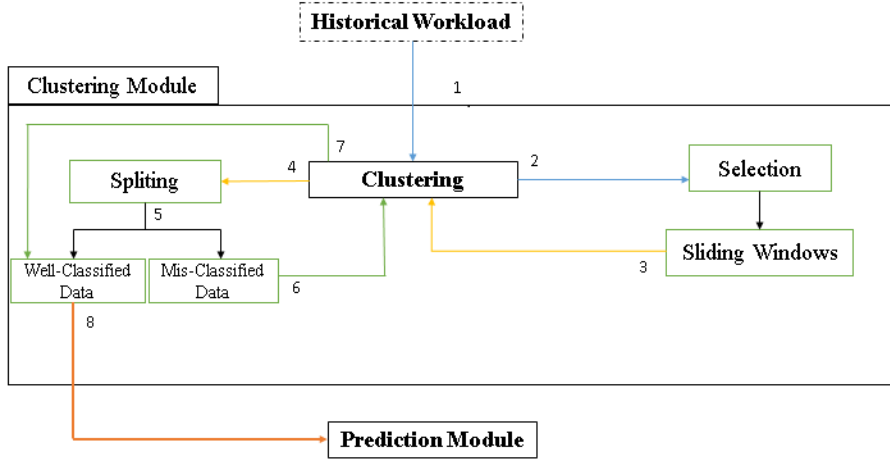 Historical Workload
Clustering Module
1
7
4
2
Spliting
Clustering
Selection
5
Sliding Windows
3
Well-Classified
Data
Mis-Classified
Data
6
8
Prediction Module